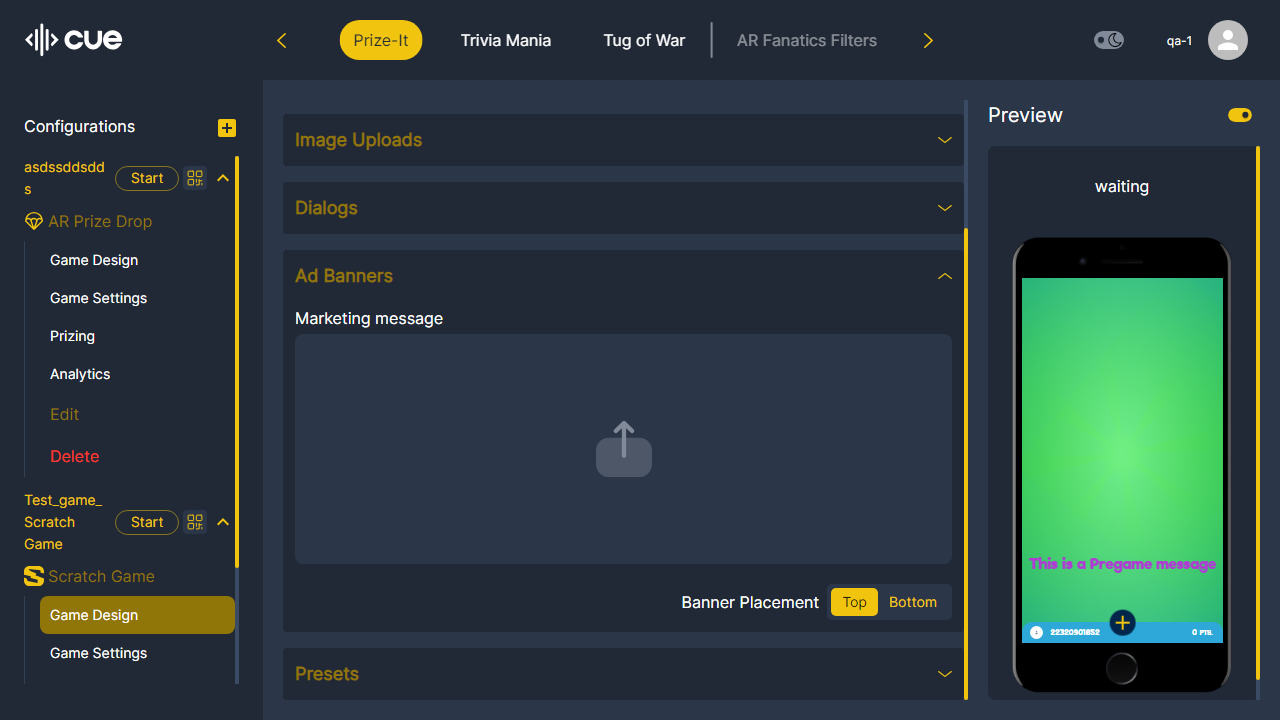 cue
Prize-It
Trivia Mania
Tug of War
AR Fanatics Filters
qa-1
Configurations
asdssddsdd
s
Start
AR Prize Drop
Game Design
Game Settings
Prizing
Analytics
Edit
Delete
Test_game_
Scratch
Game
Start
Scratch Game
Game Design
Game Settings
Image Uploads
Dialogs
Ad Banners
Marketing message
Banner Placement
Top
Bottom
Presets
Preview
waiting
This is a Pregame message
22320901852
0 PTS.